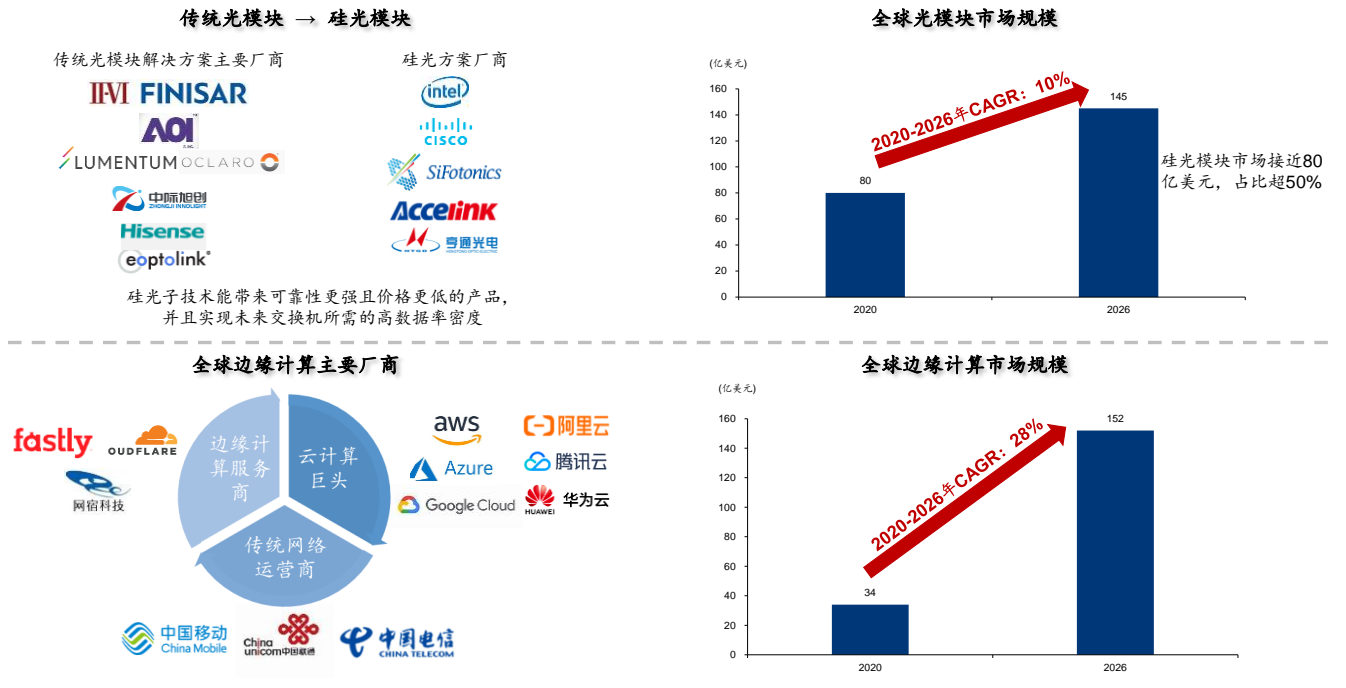 传统光模块 → 硅光模块
传统光模块解决方案主要厂商
硅光方案厂商
II-VI FINISAR
intel
AOI
CISCO
LUMENTUM OCLARO
SiFotonics
中际旭创
ZHONGJI INNOLIGHT
Accelink
Hisense
亨通光电
eoptolink
硅光子技术能带来可靠性更强且价格更低的产品，
并且实现未来交换机所需的高数据率密度
全球光模块市场规模
(亿美元)
160
140
120
100
80
60
40
20
0
2020-2026年CAGR：10%
80
145
2020
2026
硅光模块市场接近80
亿美元，占比超50%
全球边缘计算主要厂商
fastly
OUDFLARE
网宿科技
边缘计
算服务
商
云计算
巨头
传统网络
运营商
aws
阿里云
Azure
腾讯云
Google Cloud
HUAWEI
华为云
中国移动
China Mobile
China
unicom中国联通
中国电信
CHINA TELECOM
全球边缘计算市场规模
(亿美元)
160
140
120
100
80
60
40
20
0
2020-2026年CAGR：28%
34
152
2020
2026